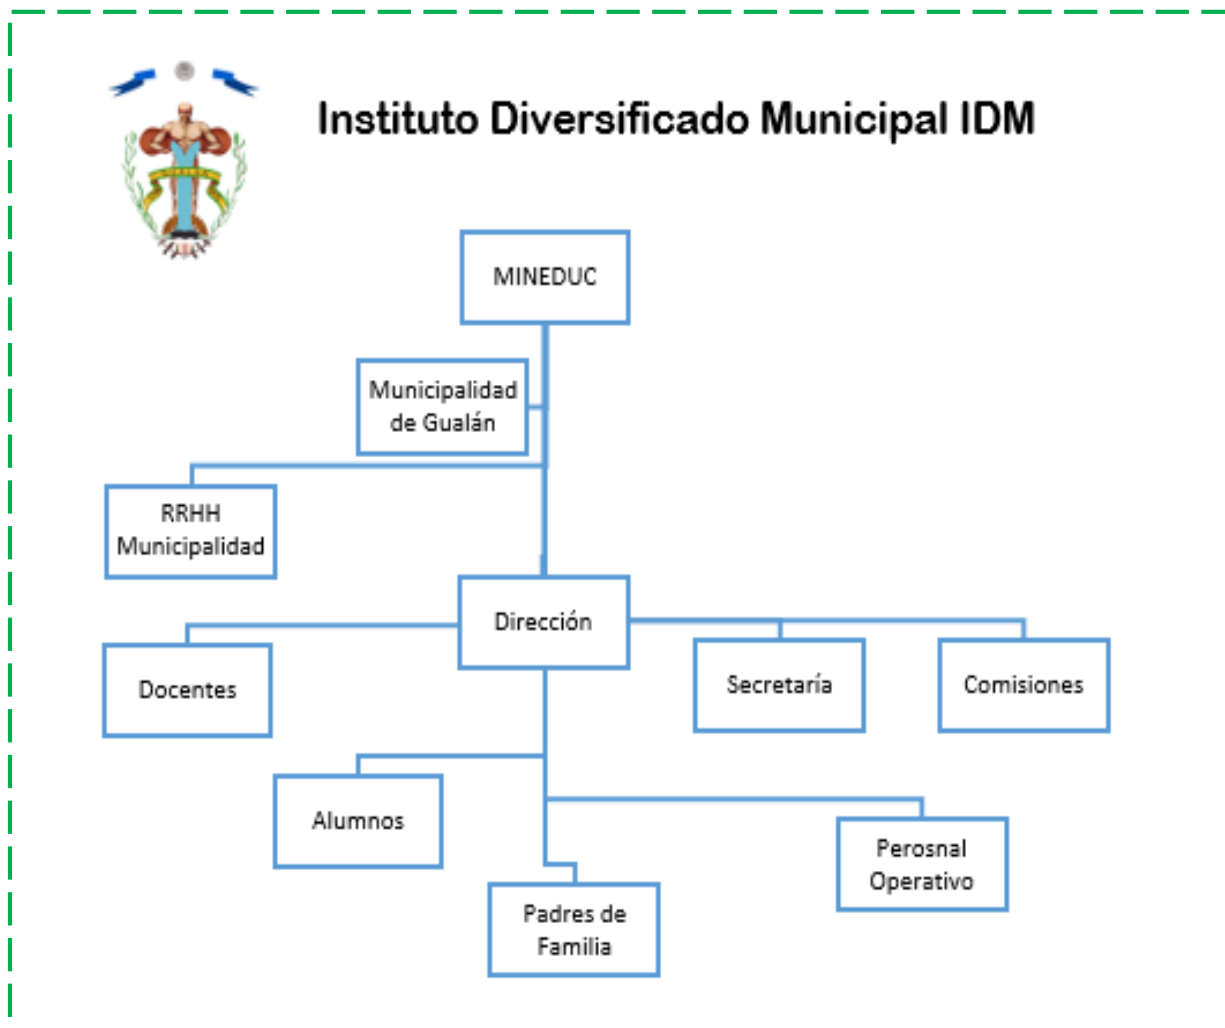 Instituto Diversificado Municipal IDM
MINEDUC
Municipalidad
de Gualán
RRHH
Municipalidad
Dirección
Docentes
Secretaría
Comisiones
Alumnos
Perosnal
Operativo
Padres de
Familia